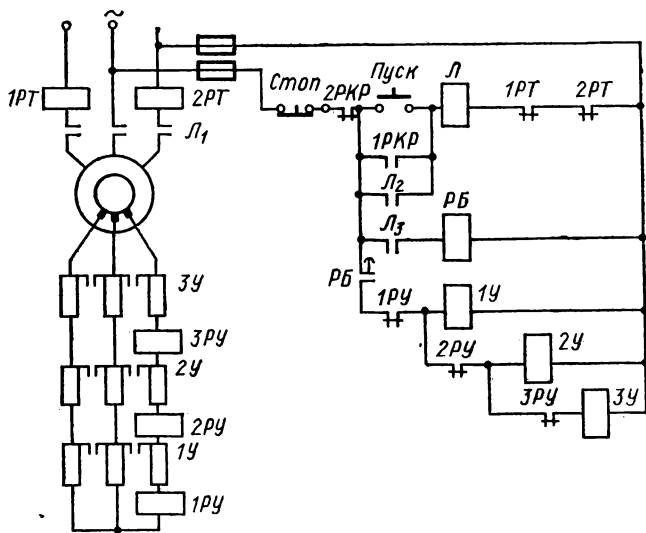 ~
Стоп 2РКР Пуск Л 1РТ 2РТ
1РТ 2РТ
Л1
1РКР
Л2
Л3 РБ
РБ
1РУ 1У
2РУ 2У
3РУ 3У
3У
3РУ
2У
2РУ
1У
1РУ